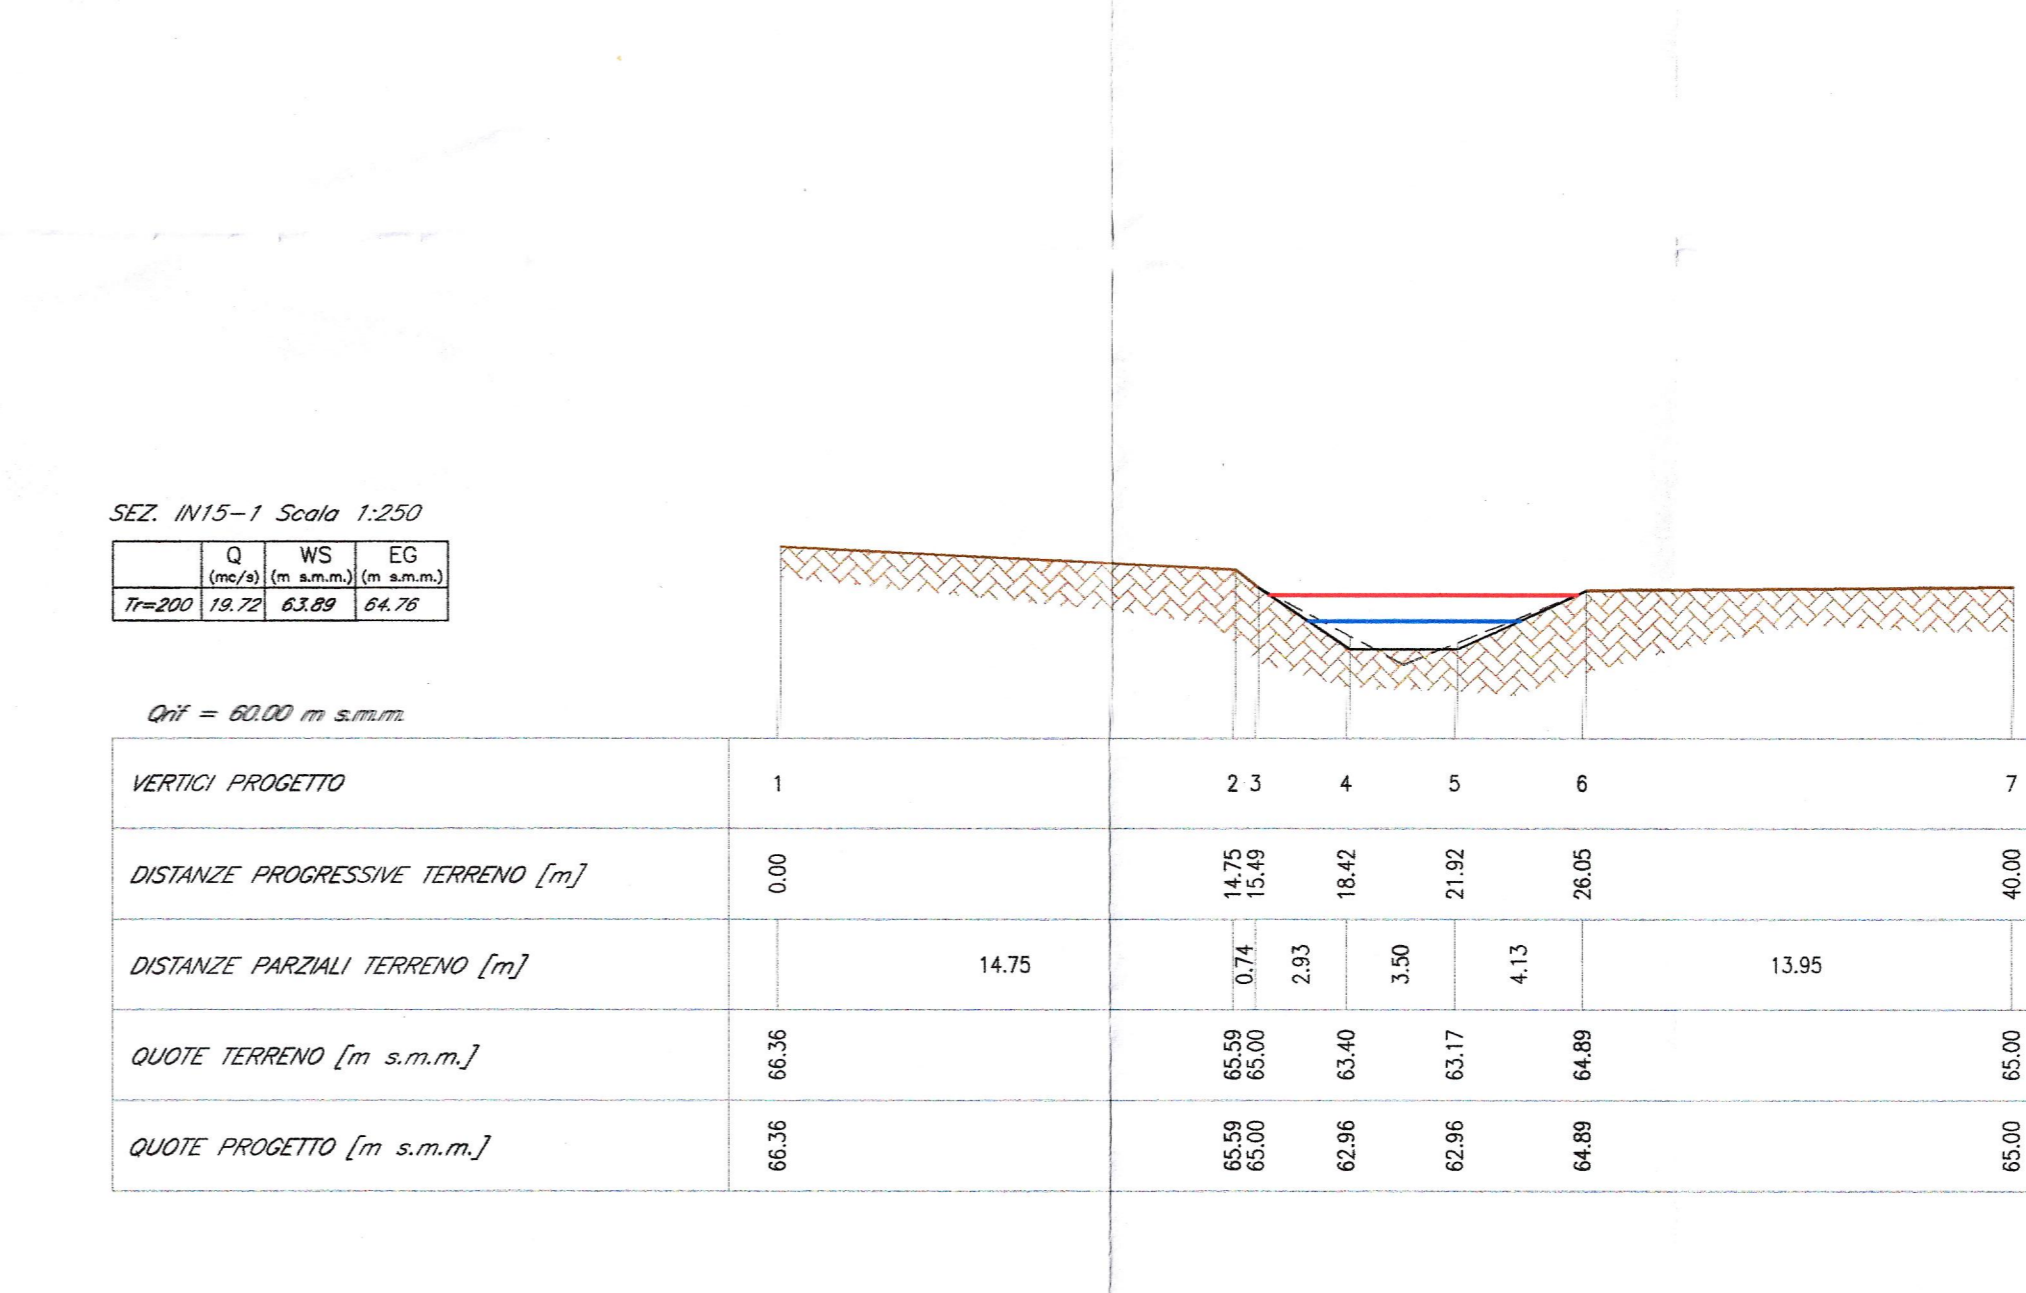 SEZ. IN15-1 Scala 1:250
Q WS EG
(mc/s) (m s.m.m.) (m s.m.m.)
Tr=200 19.72 63.89 64.76
Qrif = 60.00 m s.m.m.
VERTICI PROGETTO 1 2 3 4 5 6 7
DISTANZE PROGRESSIVE TERRENO [m] 0.00 14.75 15.49 18.42 21.92 26.05 40.00
DISTANZE PARZIALI TERRENO [m] 14.75 0.74 2.93 3.50 4.13 13.95
QUOTE TERRENO [m s.m.m.] 66.36 65.59 65.00 63.40 63.17 64.89 65.00
QUOTE PROGETTO [m s.m.m.] 66.36 65.59 65.00 62.96 62.96 64.89 65.00